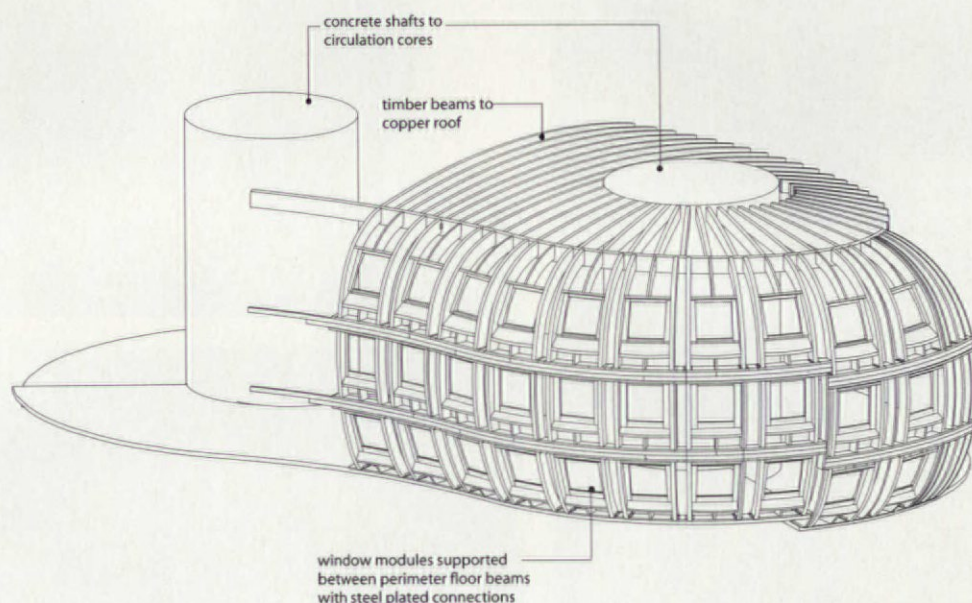 concrete shafts to
circulation cores
timber beams to
copper roof
window modules supported
between perimeter floor beams
with steel plated connections